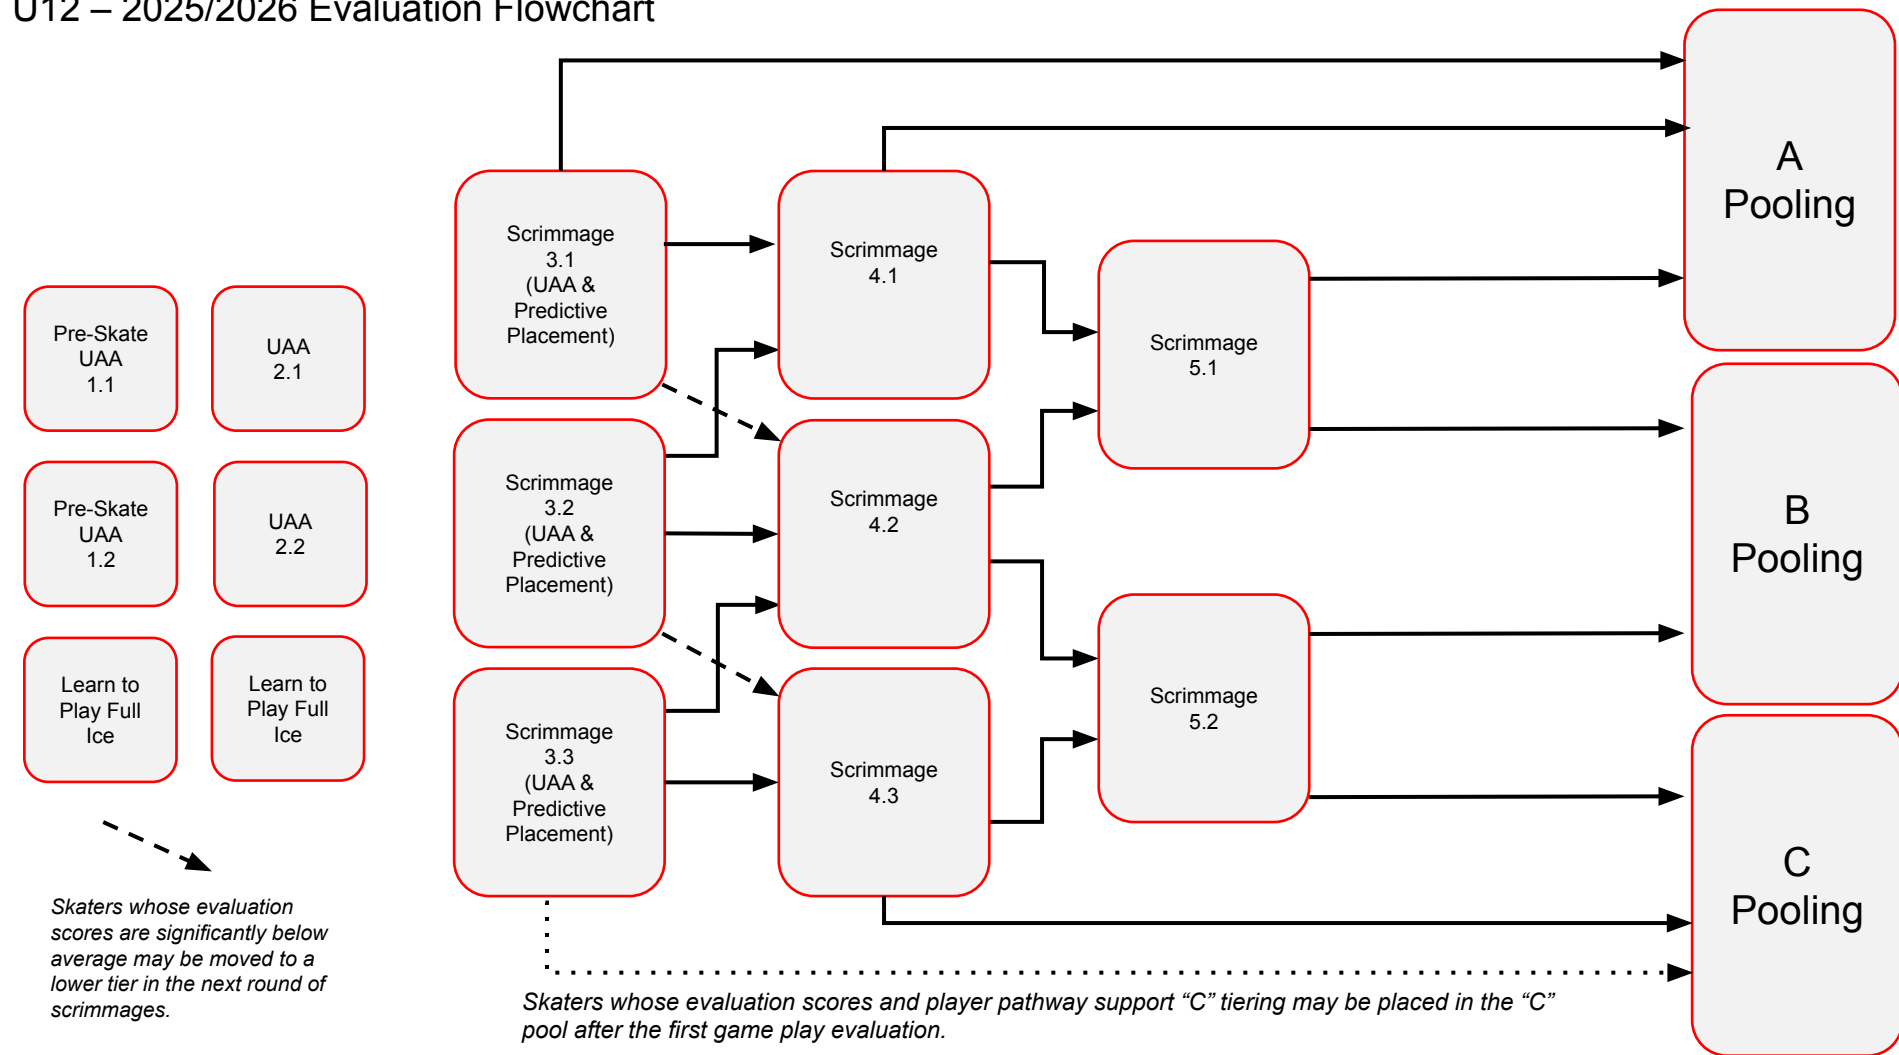 U12 – 2025/2026 Evaluation Flowchart
Pre-Skate
UAA
1.1
UAA
2.1
Pre-Skate
UAA
1.2
UAA
2.2
Learn to
Play Full
Ice
Learn to
Play Full
Ice
Skaters whose evaluation
scores are significantly below
average may be moved to a
lower tier in the next round of
scrimmages.
Scrimmage
3.1
(UAA &
Predictive
Placement)
Scrimmage
3.2
(UAA &
Predictive
Placement)
Scrimmage
3.3
(UAA &
Predictive
Placement)
Scrimmage
4.1
Scrimmage
4.2
Scrimmage
4.3
Scrimmage
5.1
Scrimmage
5.2
A
Pooling
B
Pooling
C
Pooling
Skaters whose evaluation scores and player pathway support “C” tiering may be placed in the “C”
pool after the first game play evaluation.